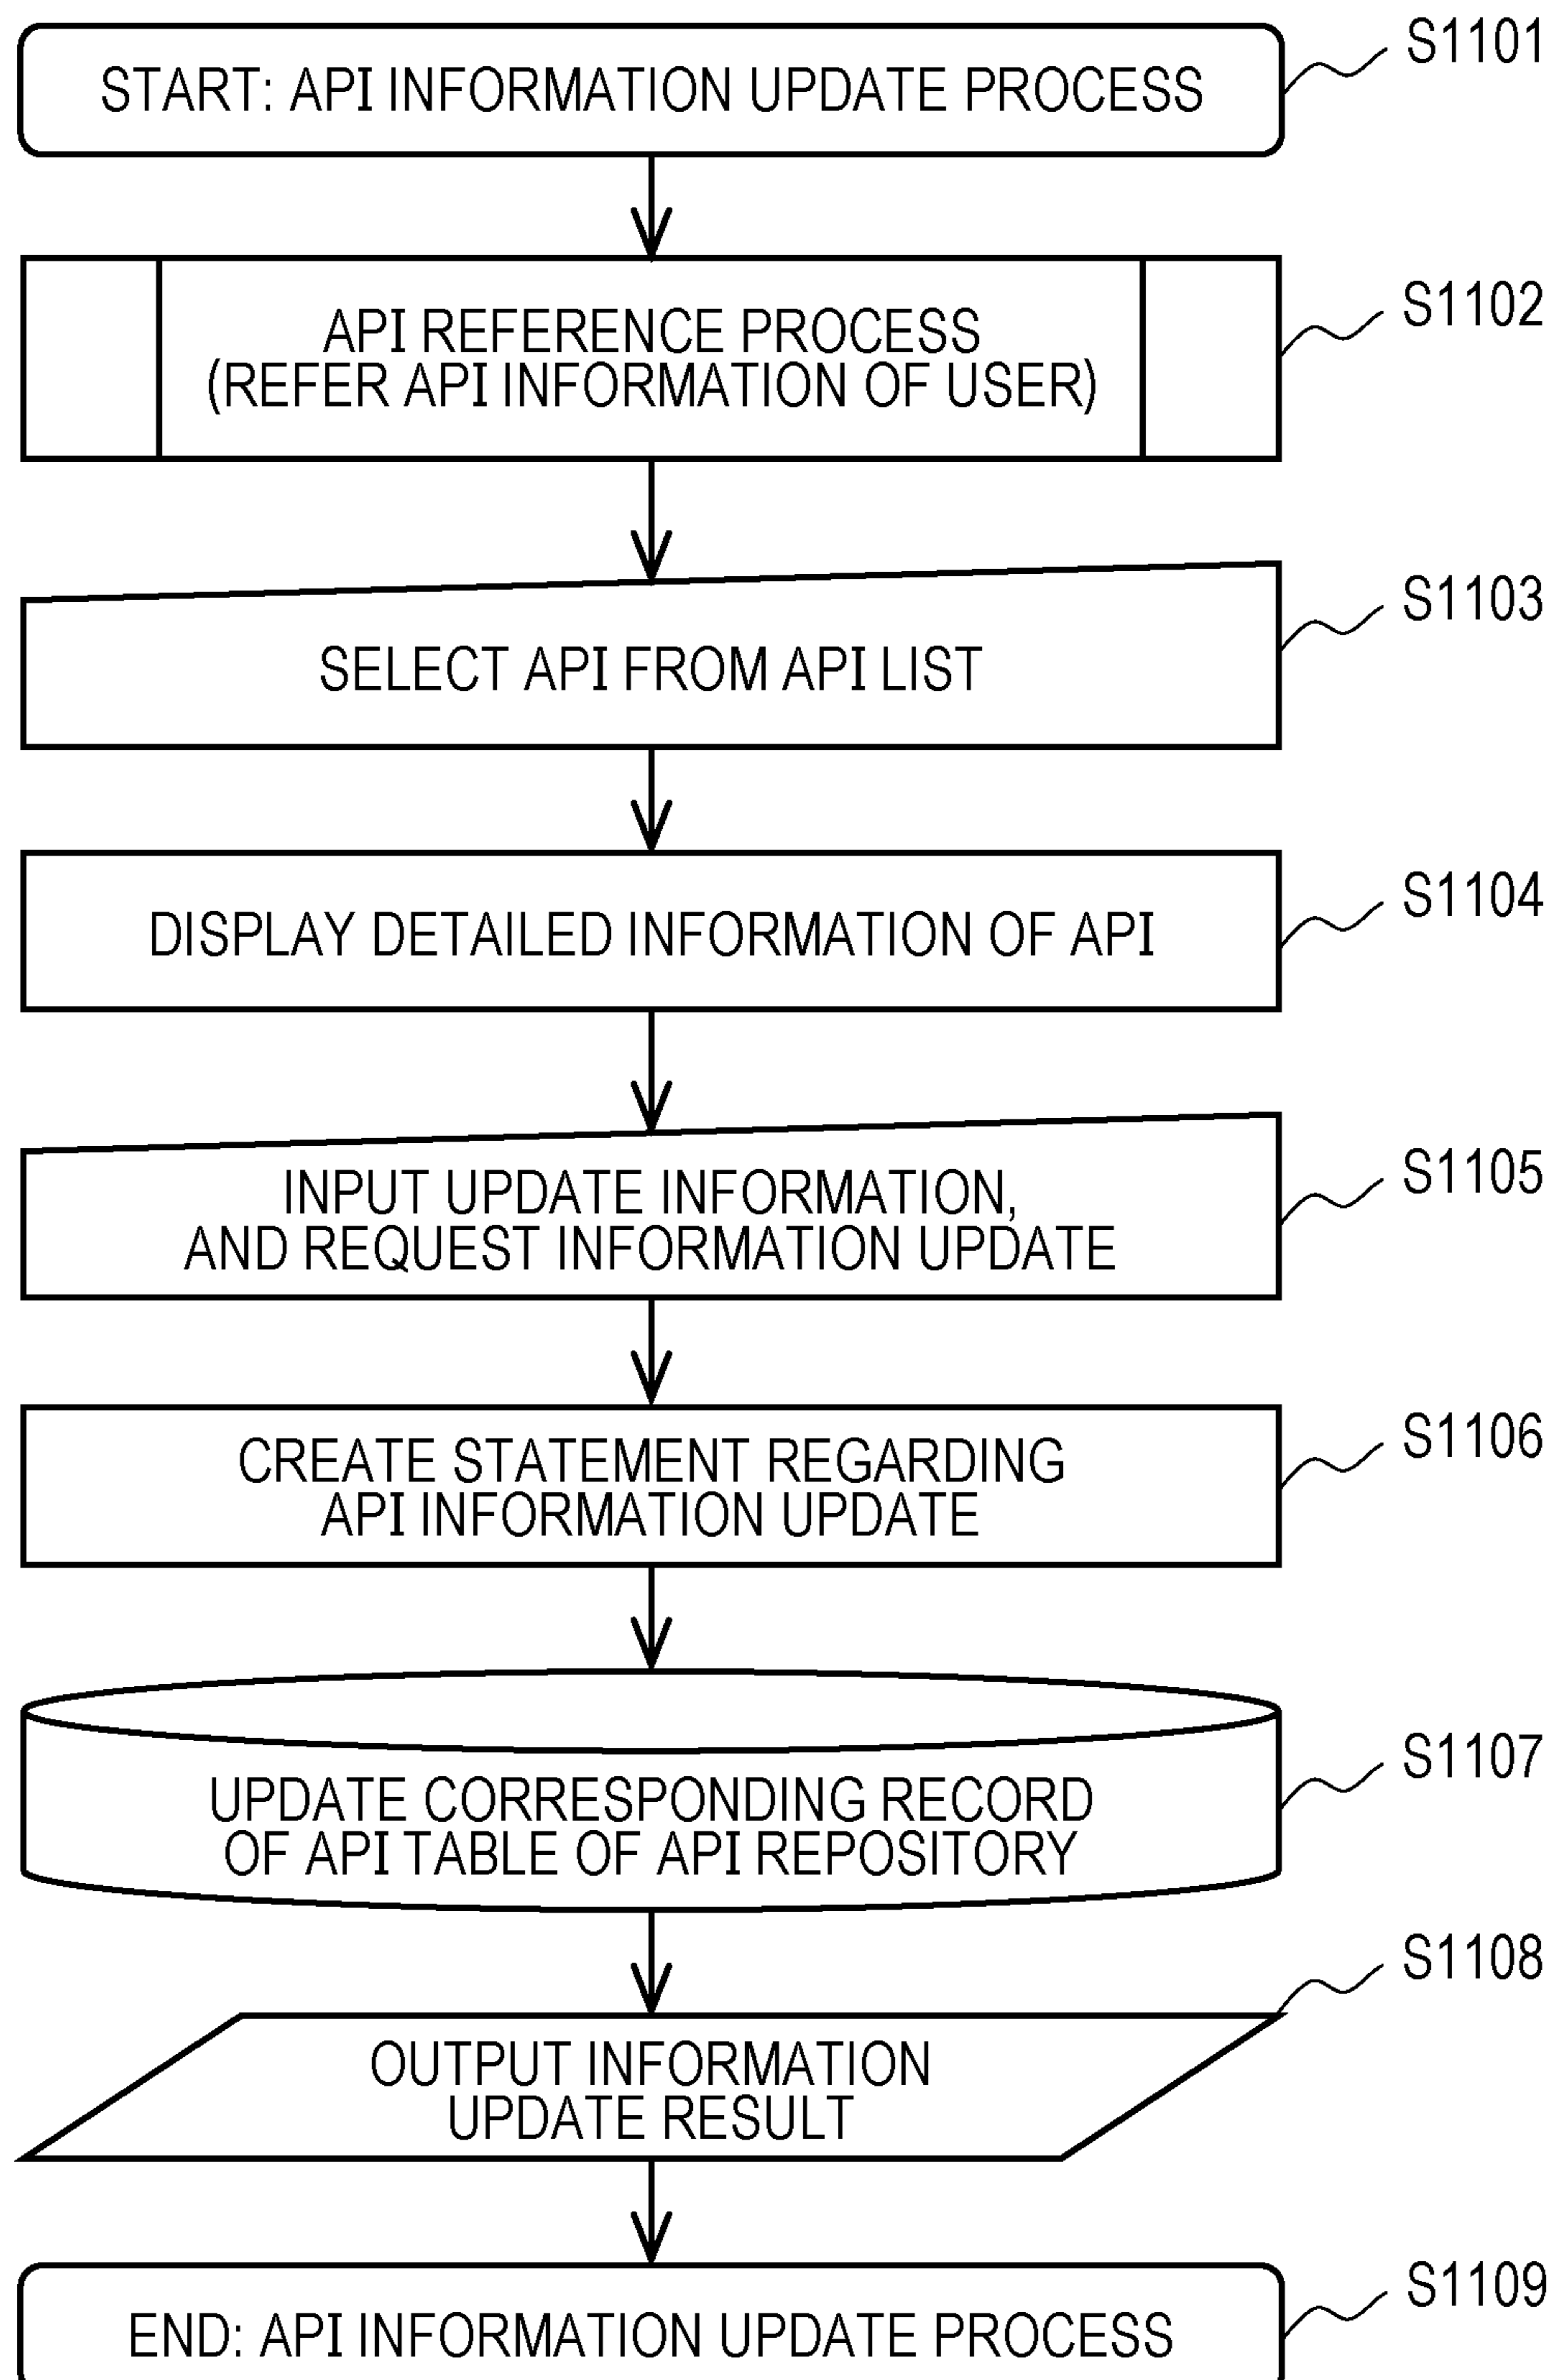 START: API INFORMATION UPDATE PROCESS
S1101
API REFERENCE PROCESS
(REFER API INFORMATION OF USER)
S1102
SELECT API FROM API LIST
S1103
DISPLAY DETAILED INFORMATION OF API
S1104
INPUT UPDATE INFORMATION,
AND REQUEST INFORMATION UPDATE
S1105
CREATE STATEMENT REGARDING
API INFORMATION UPDATE
S1106
UPDATE CORRESPONDING RECORD
OF API TABLE OF API REPOSITORY
S1107
OUTPUT INFORMATION
UPDATE RESULT
S1108
END: API INFORMATION UPDATE PROCESS
S1109